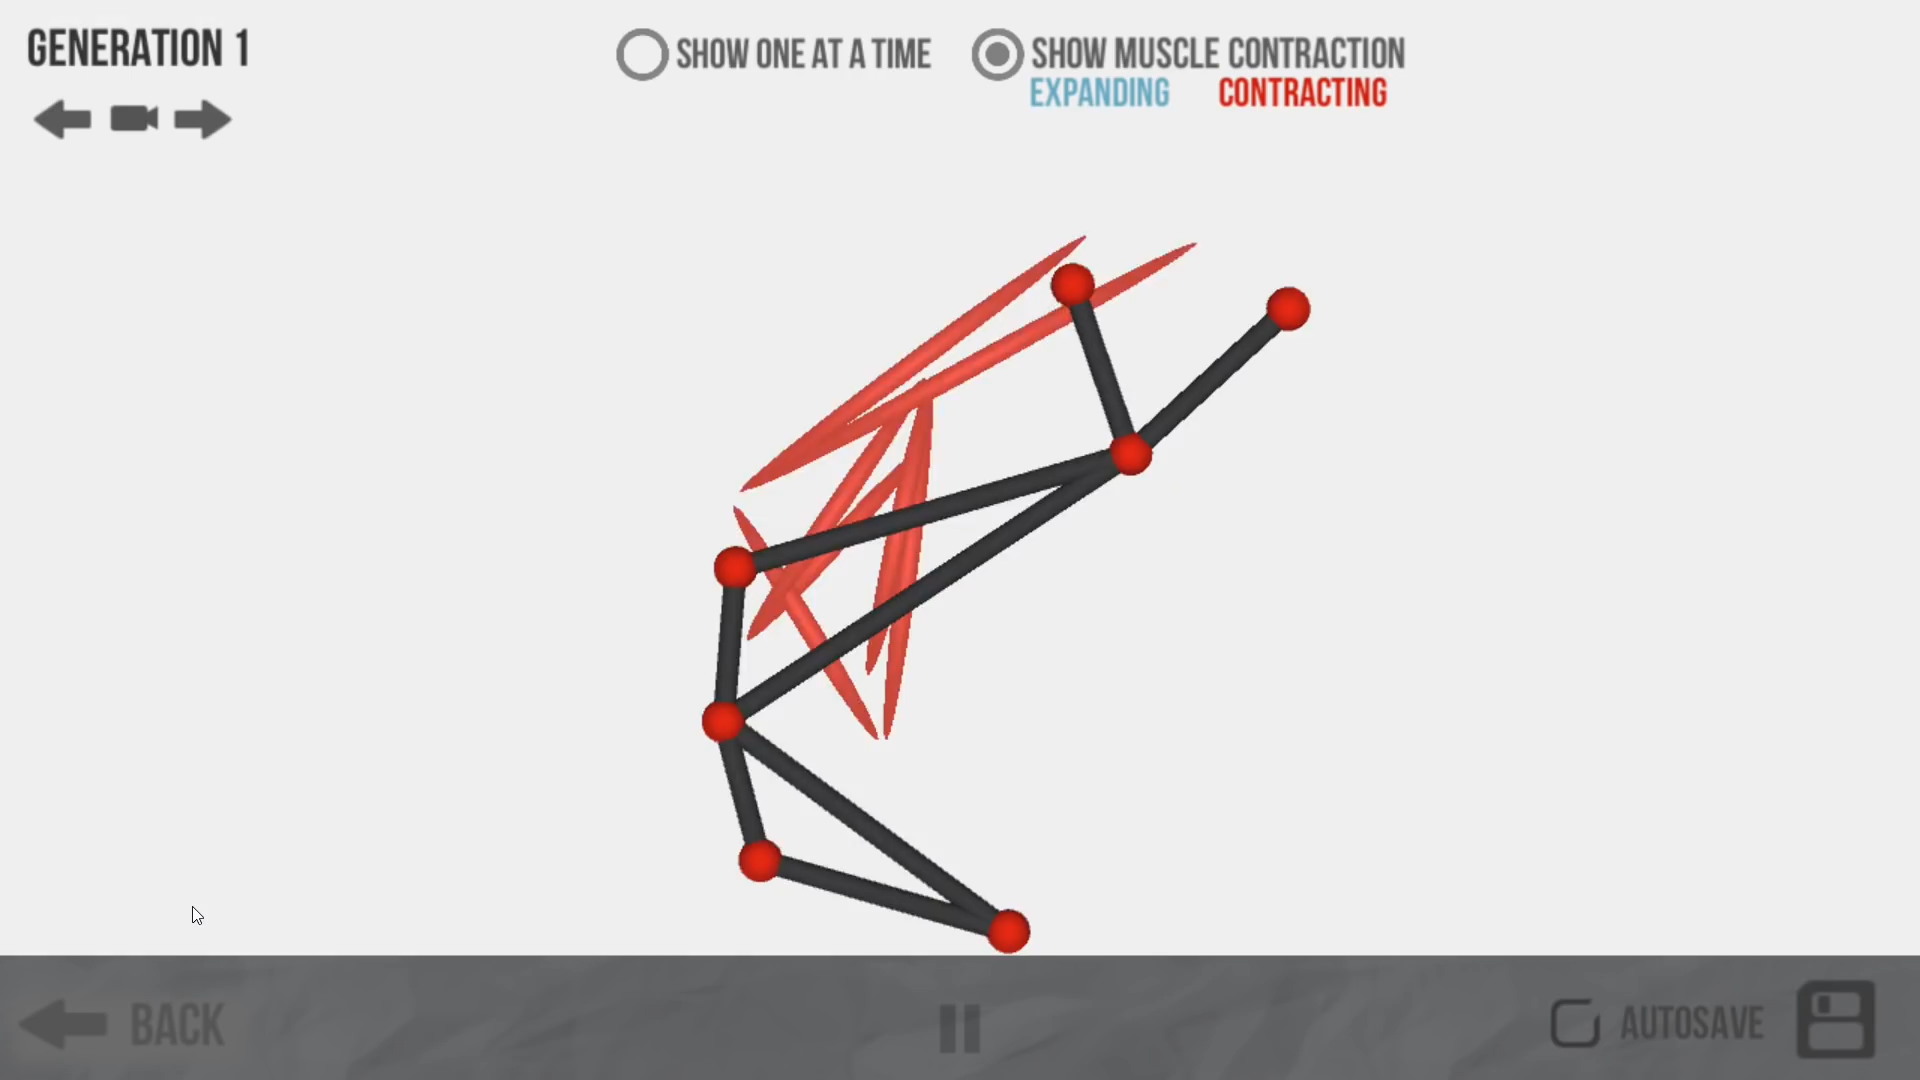 GENERATION 1
SHOW ONE AT A TIME
SHOW MUSCLE CONTRACTION
EXPANDING CONTRACTING
BACK
AUTOSAVE